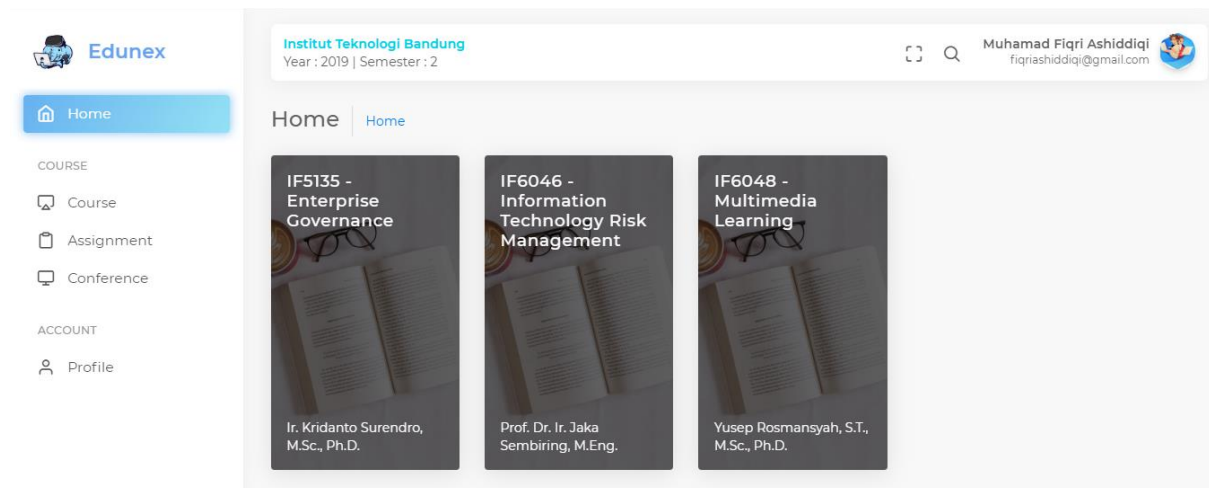 Edunex
Institut Teknologi Bandung
Year : 2019 | Semester : 2
Muhamad Fiqri Ashiddiqi
fiqriashiddiqi@gmail.com
Home
Home
Home
COURSE
Course
Assignment
Conference
ACCOUNT
Profile
IF5135 -
Enterprise
Governance
Ir. Kridanto Surendro,
M.Sc., Ph.D.
IF6046 -
Information
Technology Risk
Management
Prof. Dr. Ir. Jaka
Sembiring, M.Eng.
IF6048 -
Multimedia
Learning
Yusep Rosmansyah, S.T.,
M.Sc., Ph.D.